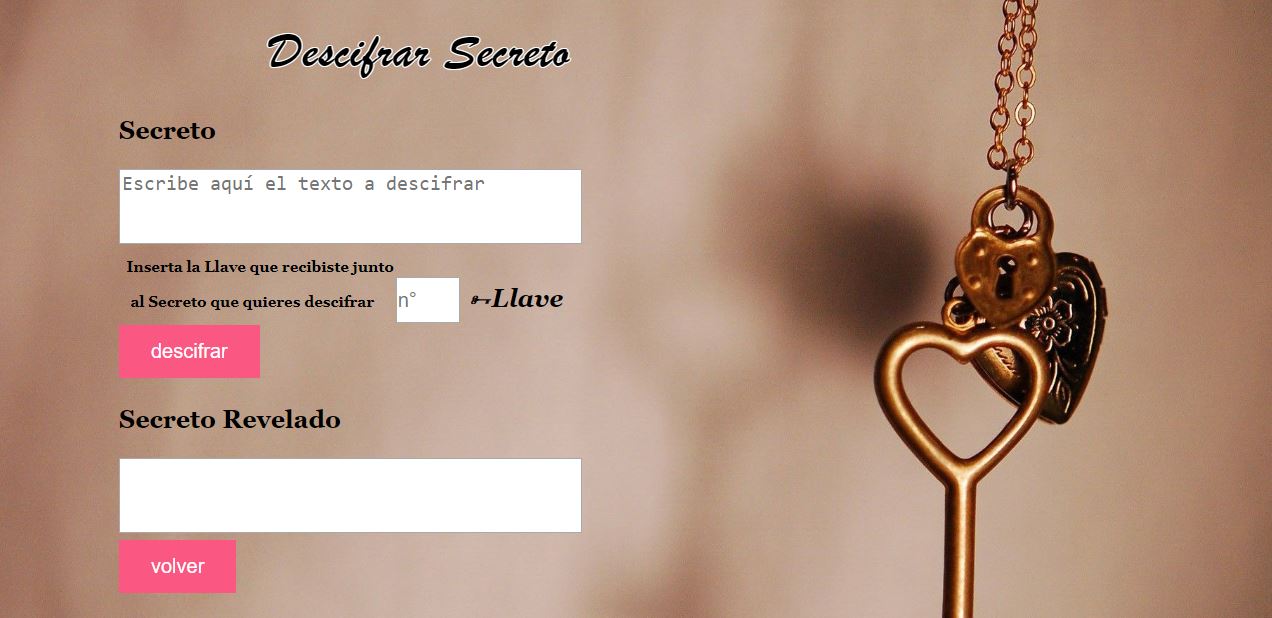 Descifrar Secreto
Secreto
Escribe aquí el texto a descifrar
Inserta la Llave que recibiste junto
al Secreto que quieres descifrar n° Llave
descifrar
Secreto Revelado
volver